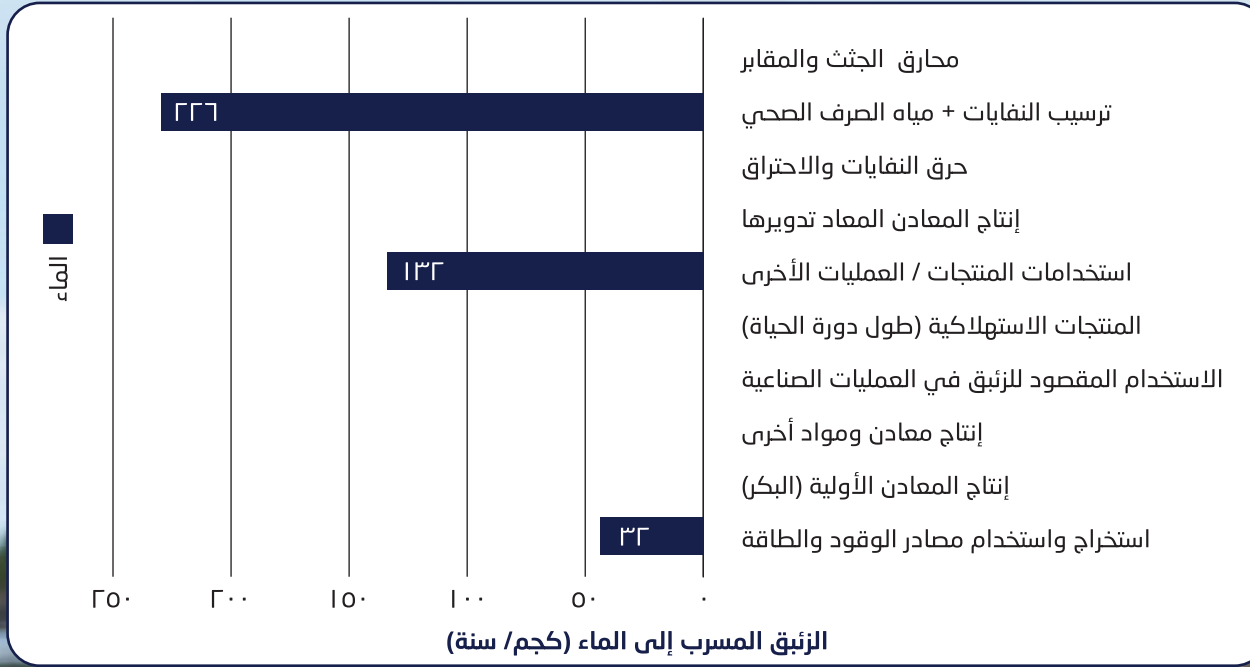 محارق الجثث والمقابر
ترسيب النفايات + مياه الصرف الصحي
٢٢٦
حرق النفايات والاحتراق
إنتاج المعادن المعاد تدويرها
استخدامات المنتجات / العمليات الأخرى
١٣٢
المنتجات الاستهلاكية (طول دورة الحياة)
الاستخدام المقصود للزئبق في العمليات الصناعية
إنتاج معادن ومواد أخرى
إنتاج المعادن الأولية (البكر)
استخراج واستخدام مصادر الوقود والطاقة
٣٢
الماء
٢٥٠ ٢٠٠ ١٥٠ ١٠٠ ٥٠ ٠
الزئبق المسرب إلى الماء (كجم/ سنة)